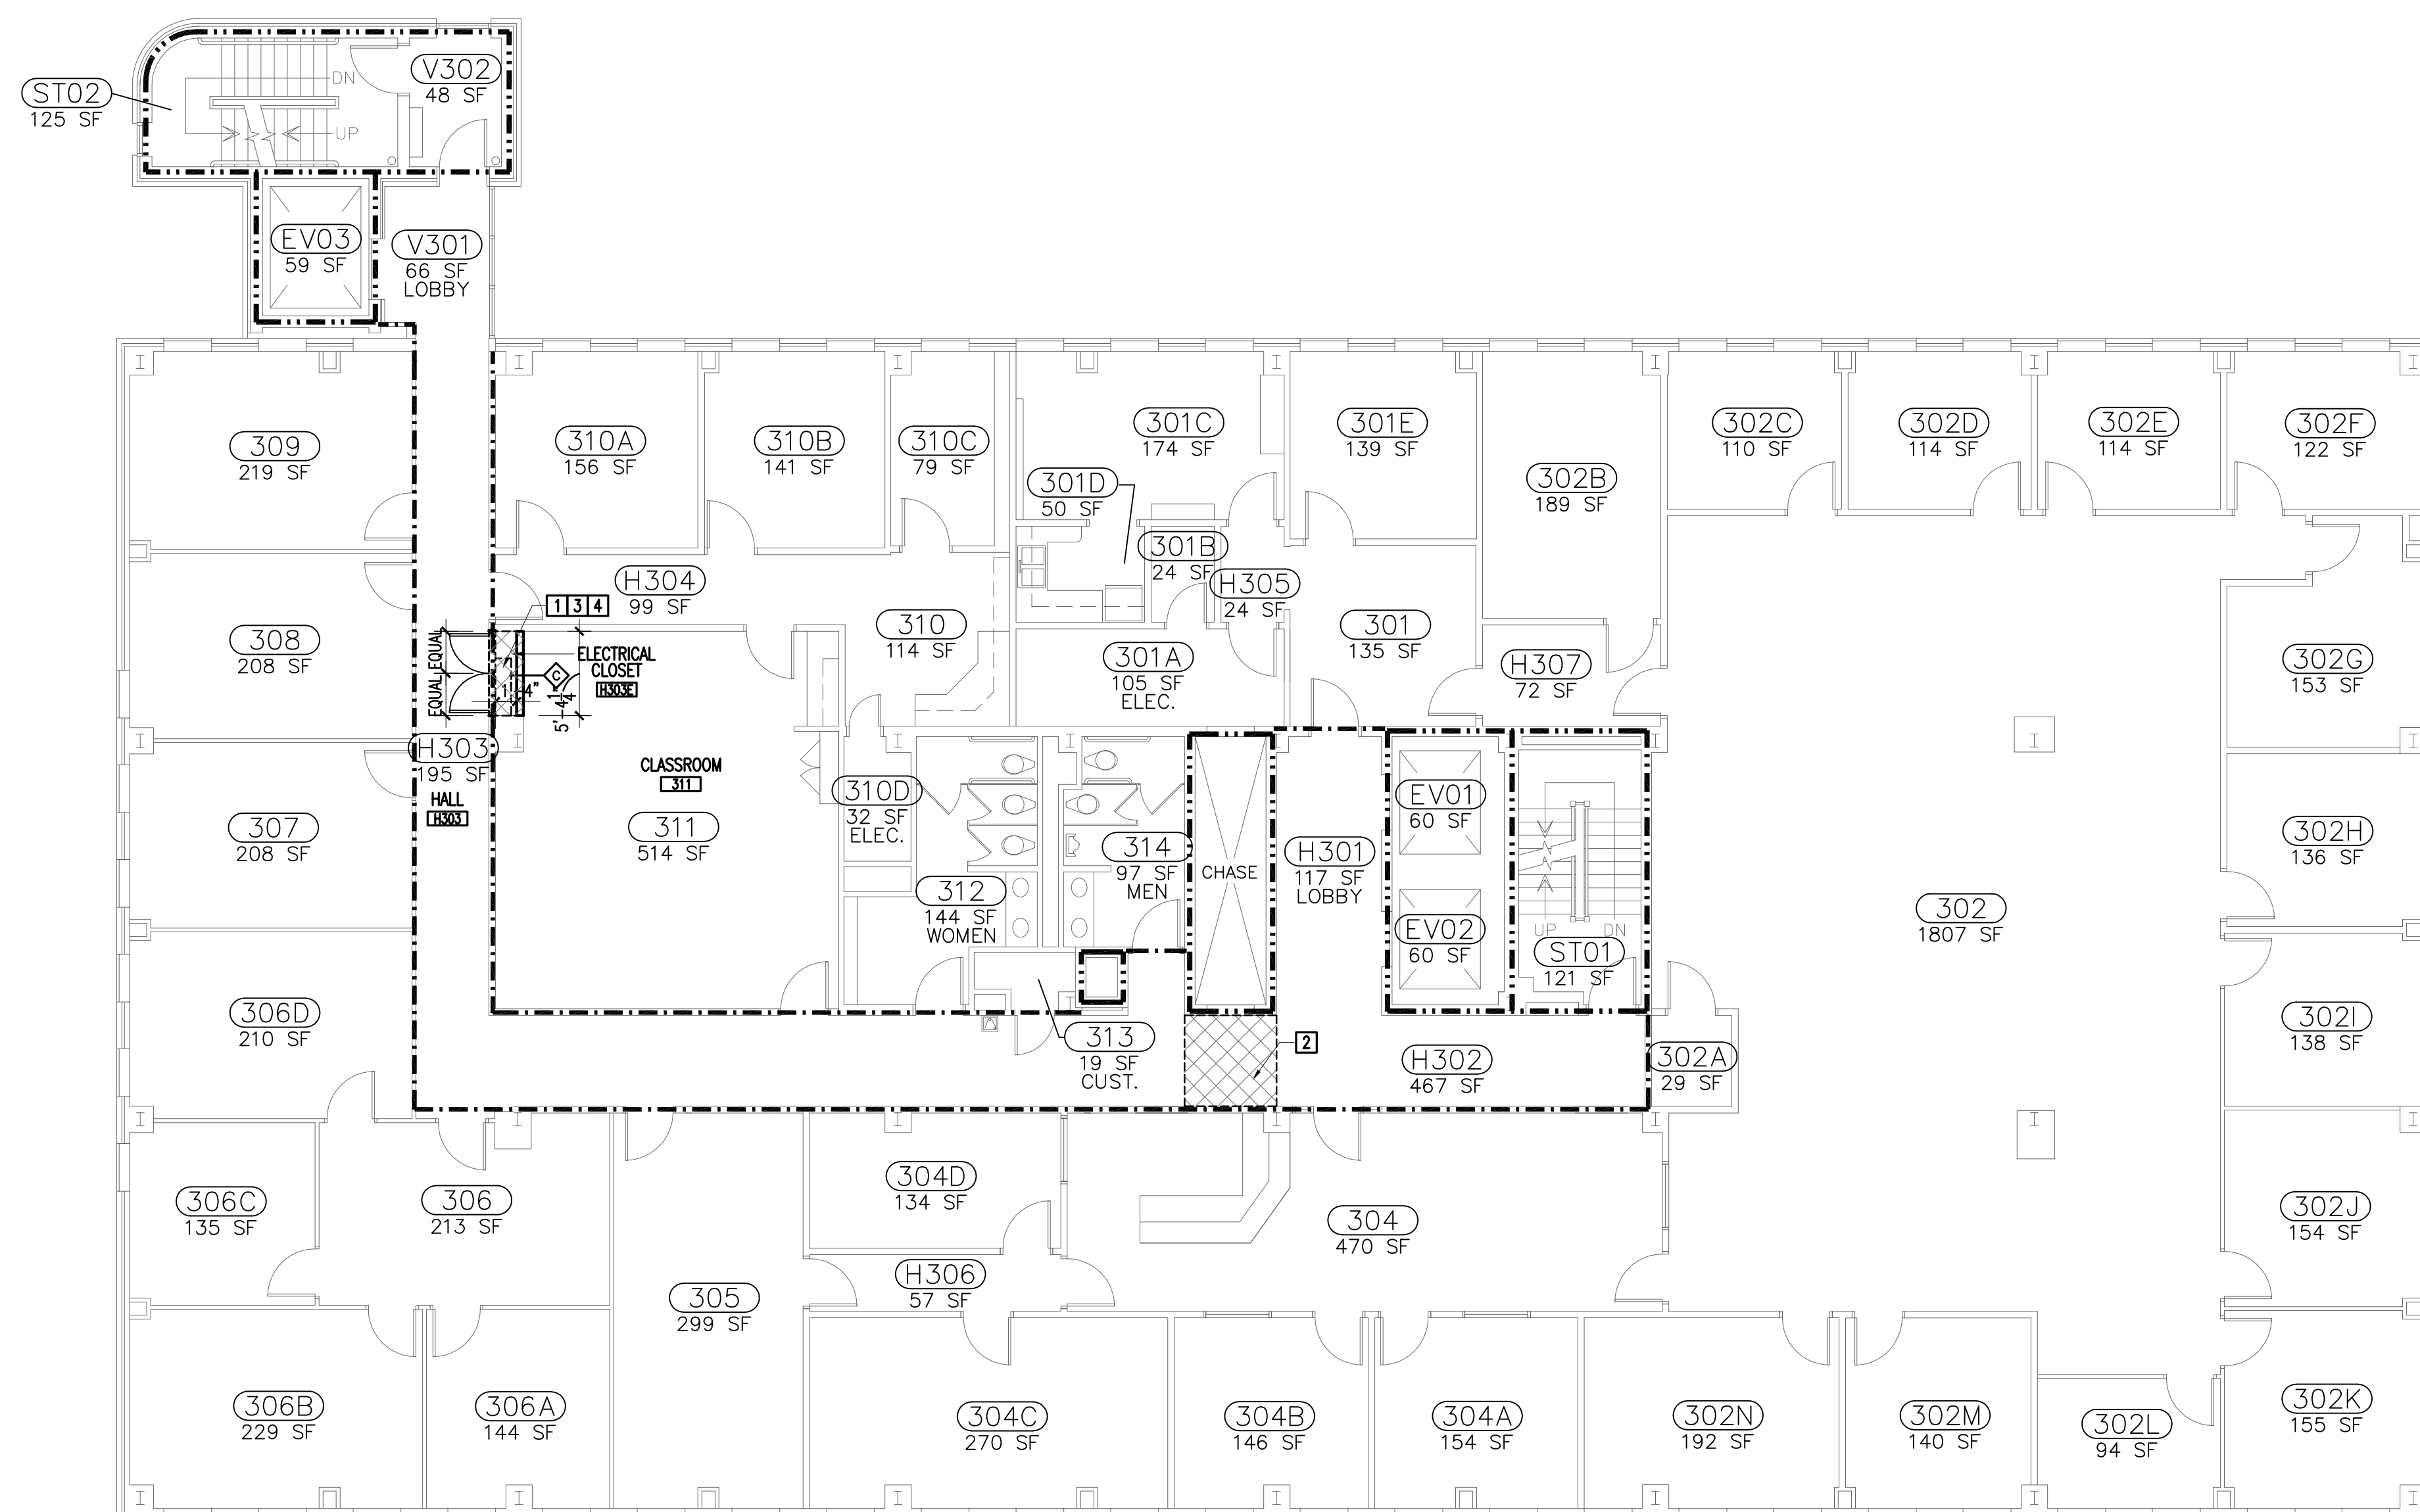 V302
48 SF
ST02
125 SF
DN
UP
EV03
59 SF
V301
66 SF
LOBBY
309
219 SF
310A
156 SF
310B
141 SF
310C
79 SF
301C
174 SF
301E
139 SF
302B
189 SF
302C
110 SF
302D
114 SF
302E
114 SF
302F
122 SF
301D
50 SF
301B
24 SF
H305
24 SF
H304
99 SF
1 3 4
308
208 SF
EQUAL
EQUAL
ELECTRICAL
CLOSET
H303E
C
5'-4 1/4"
310
114 SF
301A
105 SF
ELEC.
301
135 SF
H307
72 SF
302G
153 SF
H303
195 SF
HALL
H303
CLASSROOM
311
311
514 SF
307
208 SF
310D
32 SF
ELEC.
312
144 SF
WOMEN
314
97 SF
MEN
CHASE
H301
117 SF
LOBBY
EV01
60 SF
EV02
60 SF
UP
DN
ST01
121 SF
302
1807 SF
302H
136 SF
306D
210 SF
313
19 SF
CUST.
2
H302
467 SF
302A
29 SF
302I
138 SF
306C
135 SF
306
213 SF
304D
134 SF
304
470 SF
302J
154 SF
H306
57 SF
305
299 SF
306B
229 SF
306A
144 SF
304C
270 SF
304B
146 SF
304A
154 SF
302N
192 SF
302M
140 SF
302L
94 SF
302K
155 SF